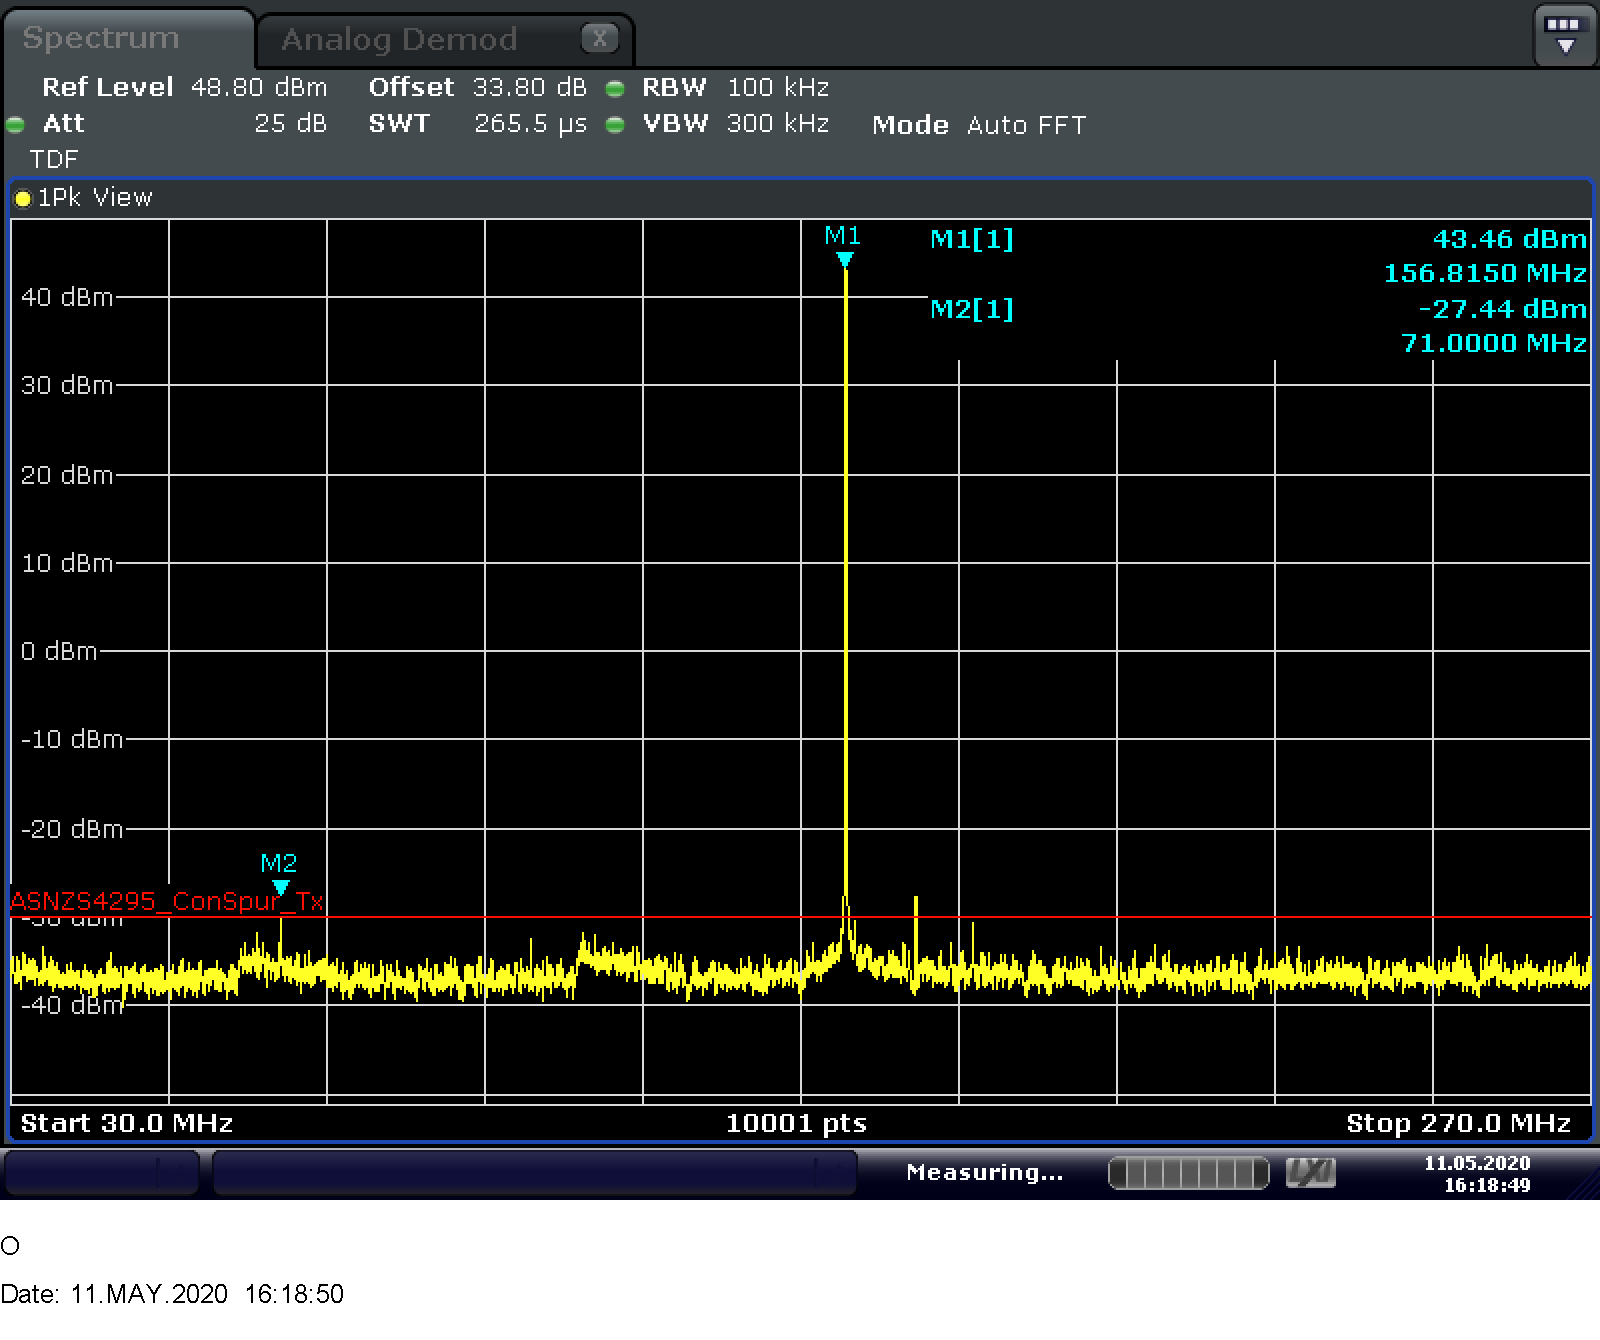 Spectrum Analog Demod X
Ref Level 48.80 dBm Offset 33.80 dB RBW 100 kHz
Att 25 dB SWT 265.5 µs VBW 300 kHz Mode Auto FFT
TDF
1Pk View
M1
M1[1] 43.46 dBm
156.8150 MHz
M2[1] -27.44 dBm
71.0000 MHz
40 dBm
30 dBm
20 dBm
10 dBm
0 dBm
-10 dBm
-20 dBm
M2
ASNZS4295_ConSpur_Tx
-30 dBm
-40 dBm
Start 30.0 MHz 10001 pts Stop 270.0 MHz
Measuring... LXI 11.05.2020
16:18:49
O
Date: 11.MAY.2020 16:18:50